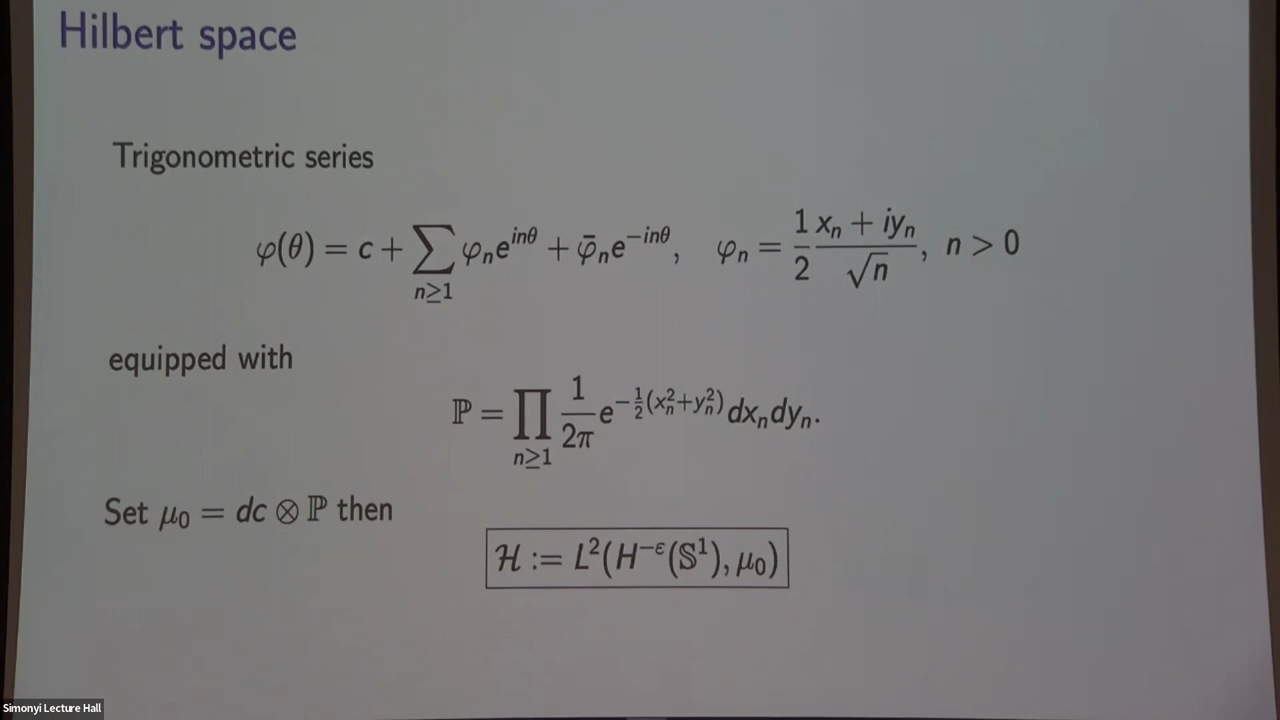 Hilbert space
Trigonometric series
φ(θ) = c + ∑_{n≥1} φ_n e^{inθ} + φ̄_n e^{-inθ}, φ_n = \frac{1}{2} \frac{x_n + iy_n}{√n}, n > 0
equipped with
ℙ = ∏_{n≥1} \frac{1}{2π} e^{-\frac{1}{2}(x_n^2+y_n^2)} dx_n dy_n.
Set μ_0 = dc ⊗ ℙ then
ℋ := L^2(H^{-ε}(𝕊^1), μ_0)
Simonyi Lecture Hall